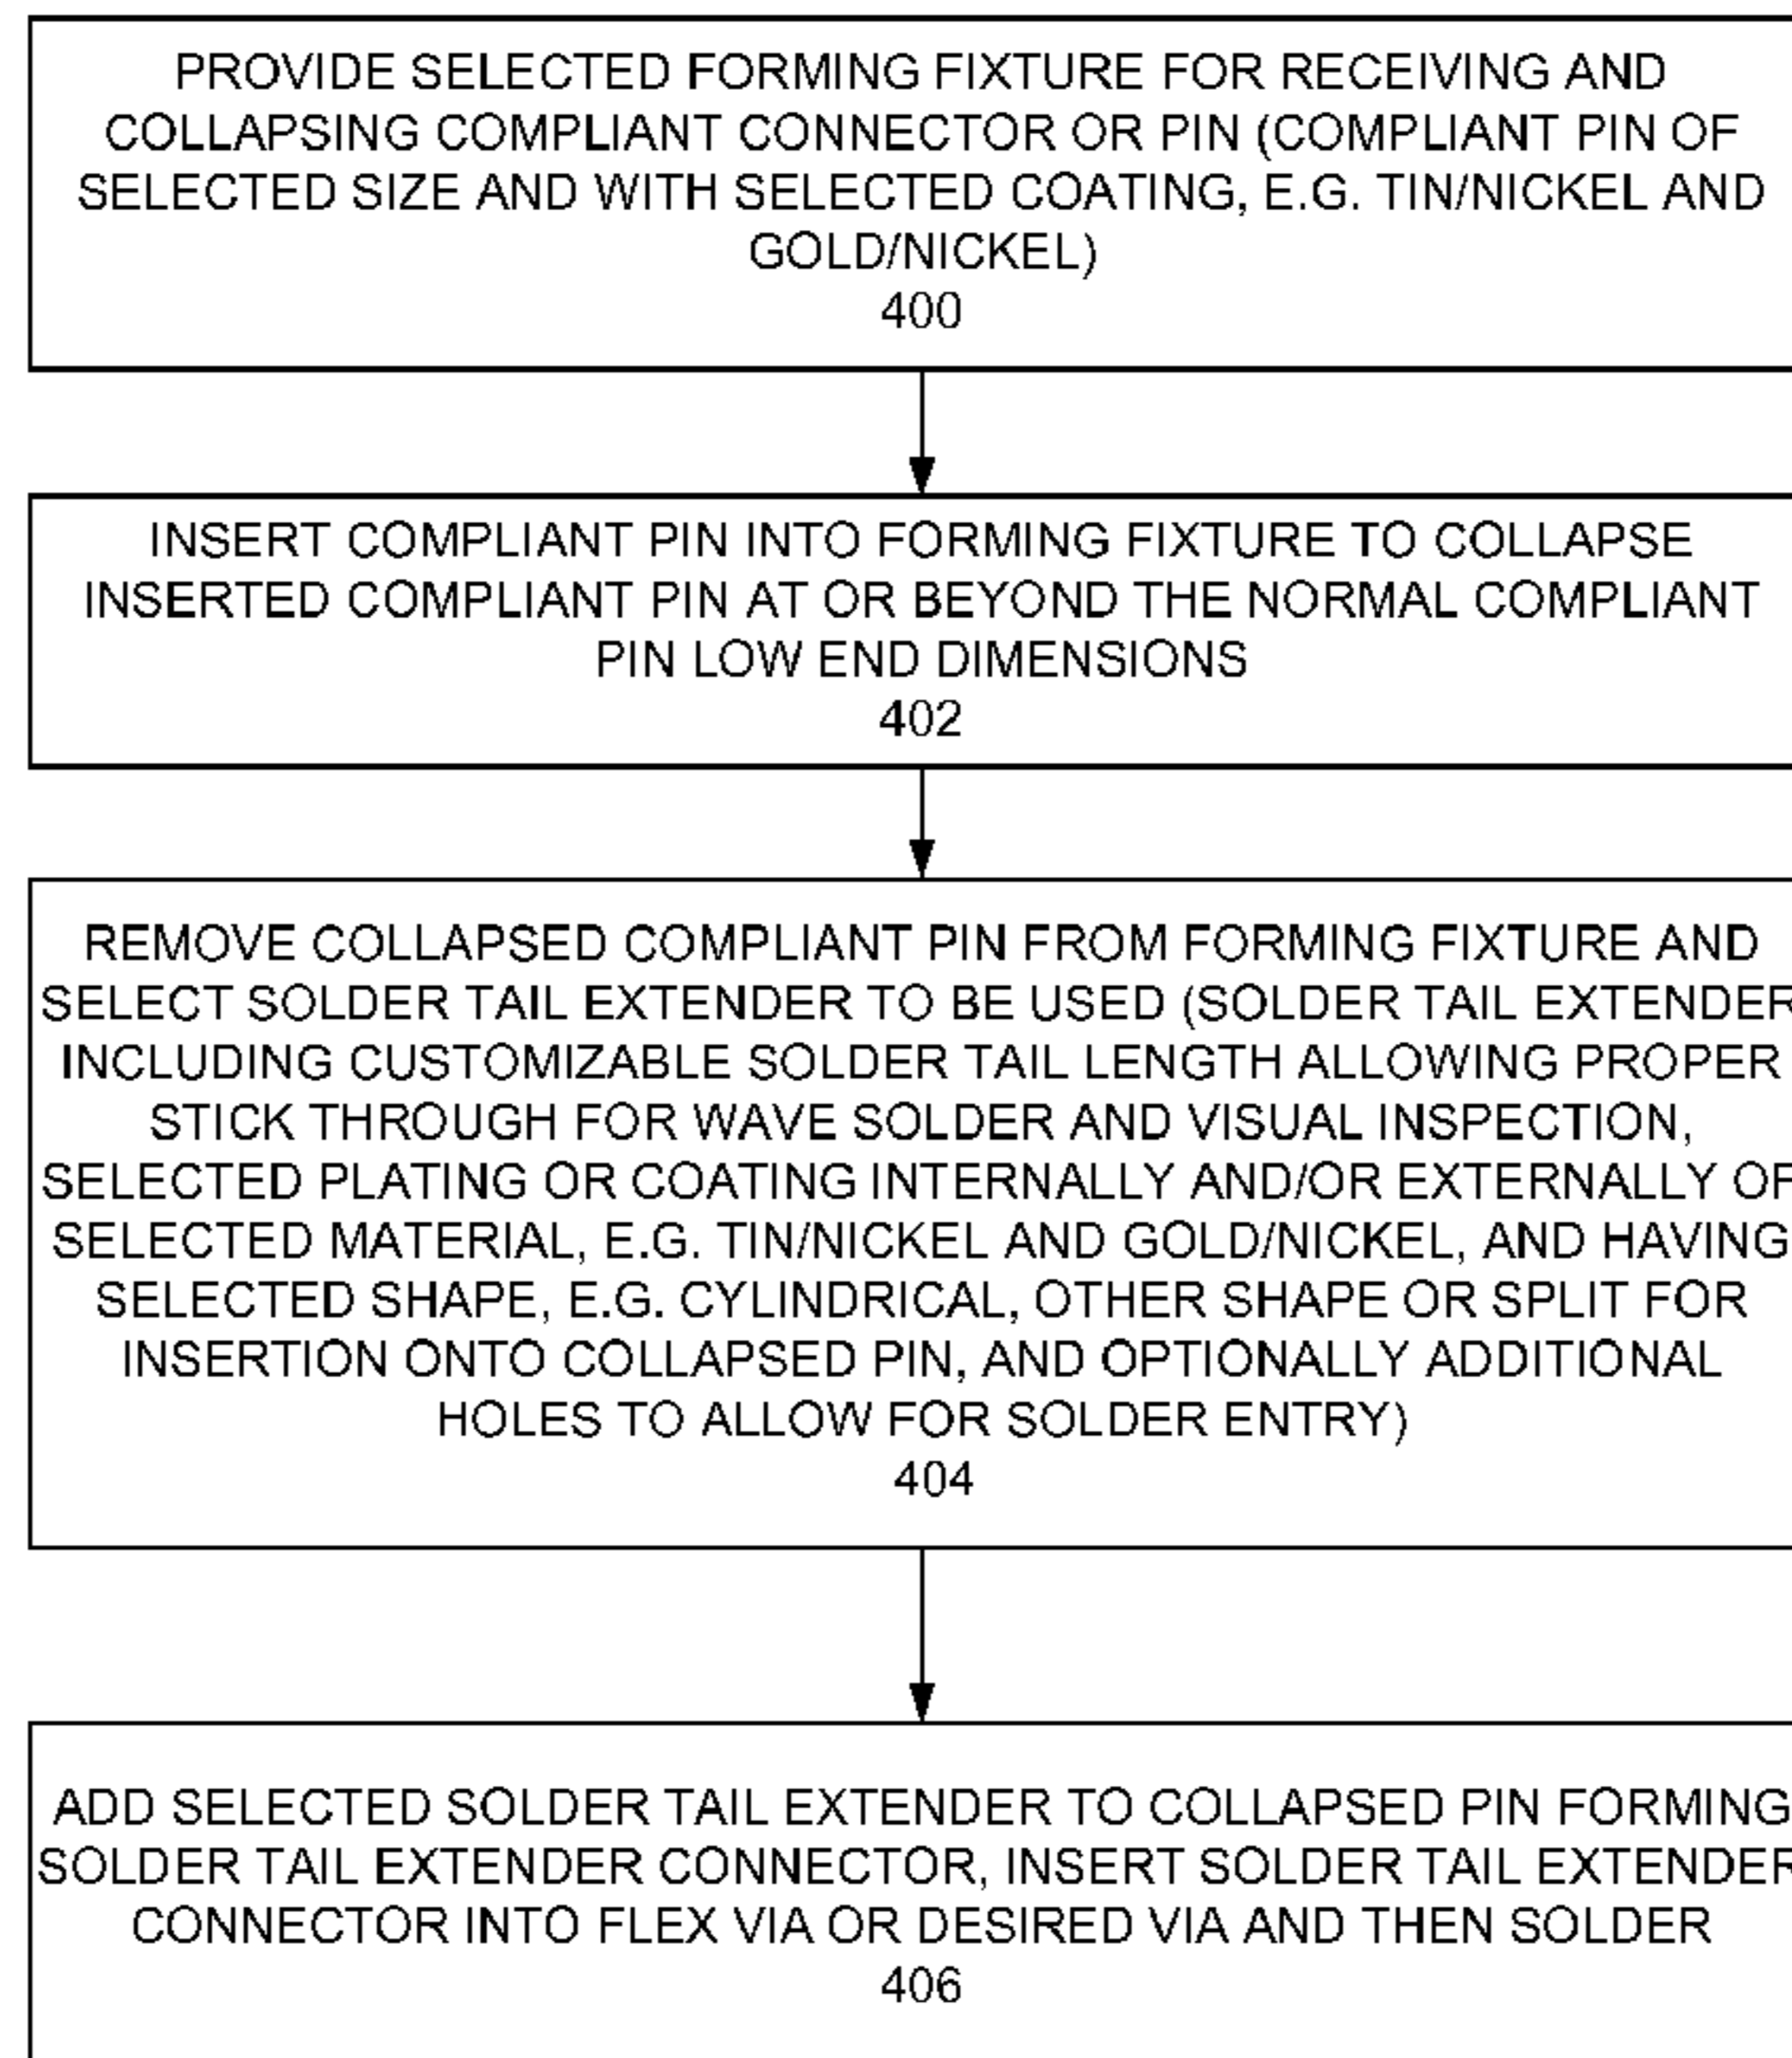 PROVIDE SELECTED FORMING FIXTURE FOR RECEIVING AND
COLLAPSING COMPLIANT CONNECTOR OR PIN (COMPLIANT PIN OF
SELECTED SIZE AND WITH SELECTED COATING, E.G. TIN/NICKEL AND
GOLD/NICKEL)
400
INSERT COMPLIANT PIN INTO FORMING FIXTURE TO COLLAPSE
INSERTED COMPLIANT PIN AT OR BEYOND THE NORMAL COMPLIANT
PIN LOW END DIMENSIONS
402
REMOVE COLLAPSED COMPLIANT PIN FROM FORMING FIXTURE AND
SELECT SOLDER TAIL EXTENDER TO BE USED (SOLDER TAIL EXTENDER
INCLUDING CUSTOMIZABLE SOLDER TAIL LENGTH ALLOWING PROPER
STICK THROUGH FOR WAVE SOLDER AND VISUAL INSPECTION,
SELECTED PLATING OR COATING INTERNALLY AND/OR EXTERNALLY OF
SELECTED MATERIAL, E.G. TIN/NICKEL AND GOLD/NICKEL, AND HAVING
SELECTED SHAPE, E.G. CYLINDRICAL, OTHER SHAPE OR SPLIT FOR
INSERTION ONTO COLLAPSED PIN, AND OPTIONALLY ADDITIONAL
HOLES TO ALLOW FOR SOLDER ENTRY)
404
ADD SELECTED SOLDER TAIL EXTENDER TO COLLAPSED PIN FORMING
SOLDER TAIL EXTENDER CONNECTOR, INSERT SOLDER TAIL EXTENDER
CONNECTOR INTO FLEX VIA OR DESIRED VIA AND THEN SOLDER
406